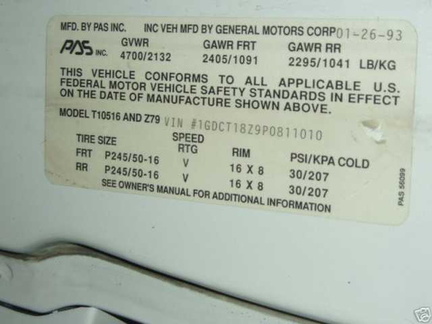 MFD. BY PAS INC. INC VEH MFD BY GENERAL MOTORS CORP 01-26-93
PAS INC. GVWR GAWR FRT GAWR RR
4700/2132 2405/1091 2295/1041 LB/KG
THIS VEHICLE CONFORMS TO ALL APPLICABLE U.S.
FEDERAL MOTOR VEHICLE SAFETY STANDARDS IN EFFECT
ON THE DATE OF MANUFACTURE SHOWN ABOVE.
MODEL T10516 AND Z79 VIN #1GDCT18Z9P0811010
TIRE SIZE SPEED RTG RIM PSI/KPA COLD
FRT P245/50-16 V 16 X 8 30/207
RR P245/50-16 V 16 X 8 30/207
SEE OWNER'S MANUAL FOR ADDITIONAL INFORMATION
PAS 56099